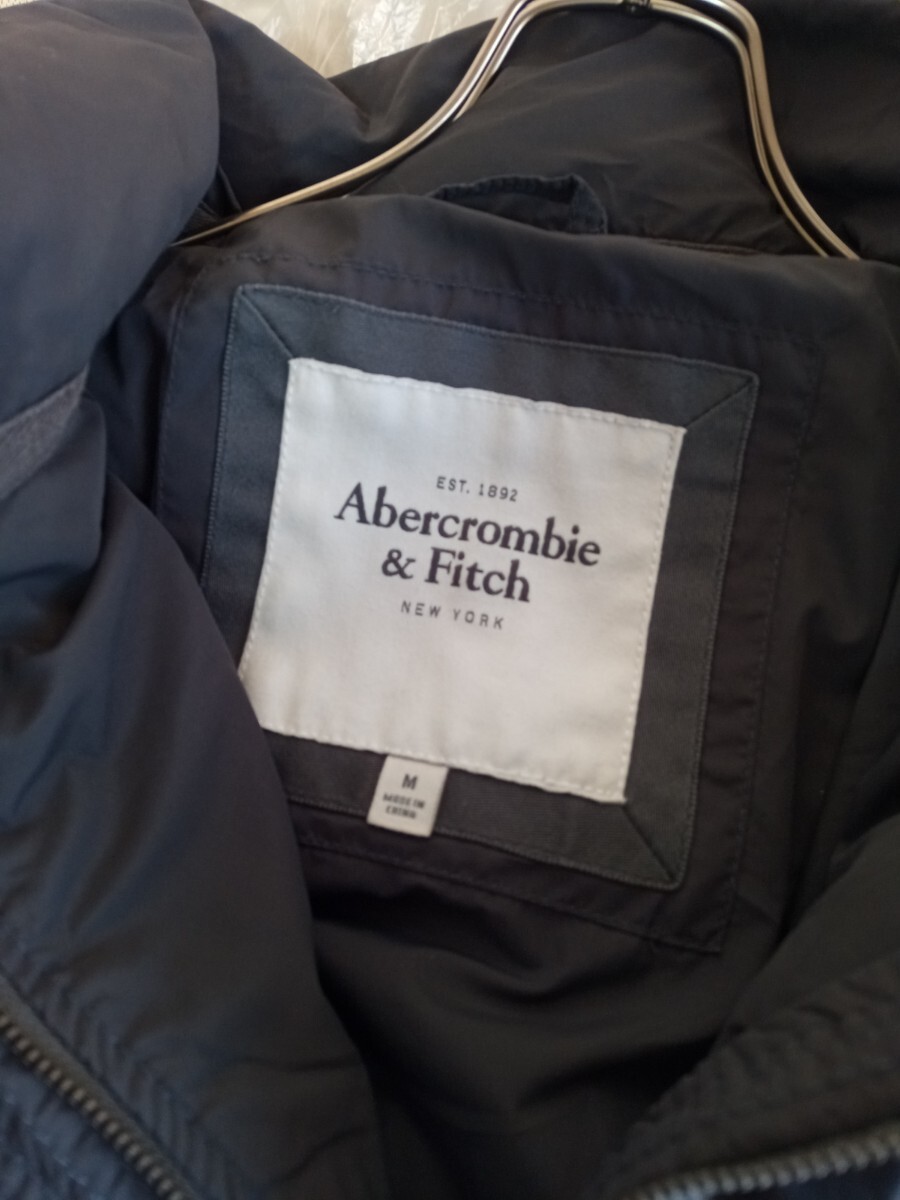 EST. 1892
Abercrombie
& Fitch
NEW YORK
M
MADE IN
CHINA